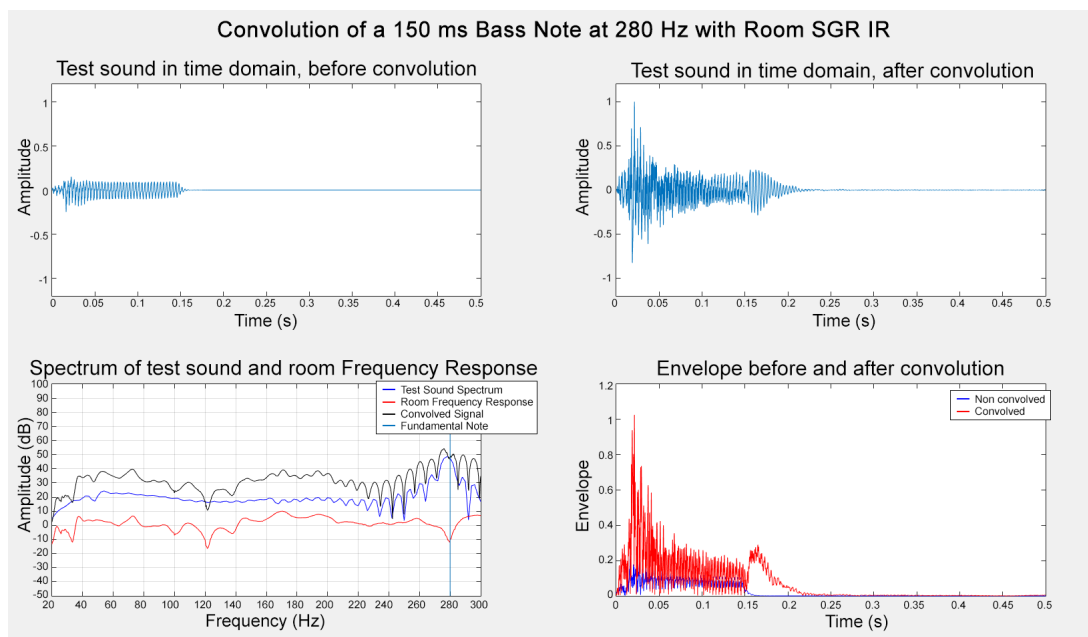 Convolution of a 150 ms Bass Note at 280 Hz with Room SGR IR
Test sound in time domain, before convolution
Amplitude
1
0.5
0
-0.5
-1
0 0.05 0.1 0.15 0.2 0.25 0.3 0.35 0.4 0.45 0.5
Time (s)
Test sound in time domain, after convolution
Amplitude
1
0.5
0
-0.5
-1
0 0.05 0.1 0.15 0.2 0.25 0.3 0.35 0.4 0.45 0.5
Time (s)
Spectrum of test sound and room Frequency Response
Amplitude (dB)
100
90
80
70
60
50
40
30
20
10
0
-10
-20
-30
-40
-50
Test Sound Spectrum
Room Frequency Response
Convolved Signal
Fundamental Note
20 40 60 80 100 120 140 160 180 200 220 240 260 280 300
Frequency (Hz)
Envelope before and after convolution
Envelope
1.2
1
0.8
0.6
0.4
0.2
0
Non convolved
Convolved
0 0.05 0.1 0.15 0.2 0.25 0.3 0.35 0.4 0.45 0.5
Time (s)